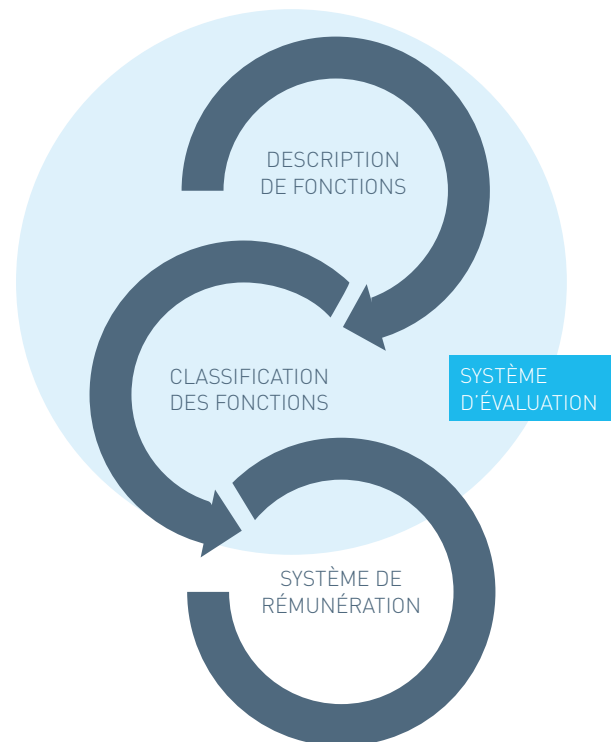 DESCRIPTION
DE FONCTIONS
CLASSIFICATION
DES FONCTIONS
SYSTÈME
D'ÉVALUATION
SYSTÈME DE
RÉMUNÉRATION